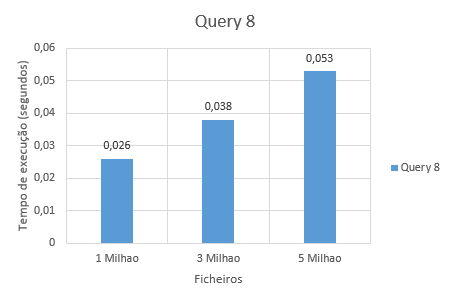 Query 8
0,06
0,05
0,04
0,03
0,02
0,01
0
Tempo de execução (segundos)
0,026
0,038
0,053
1 Milhao
3 Milhao
5 Milhao
Ficheiros
Query 8